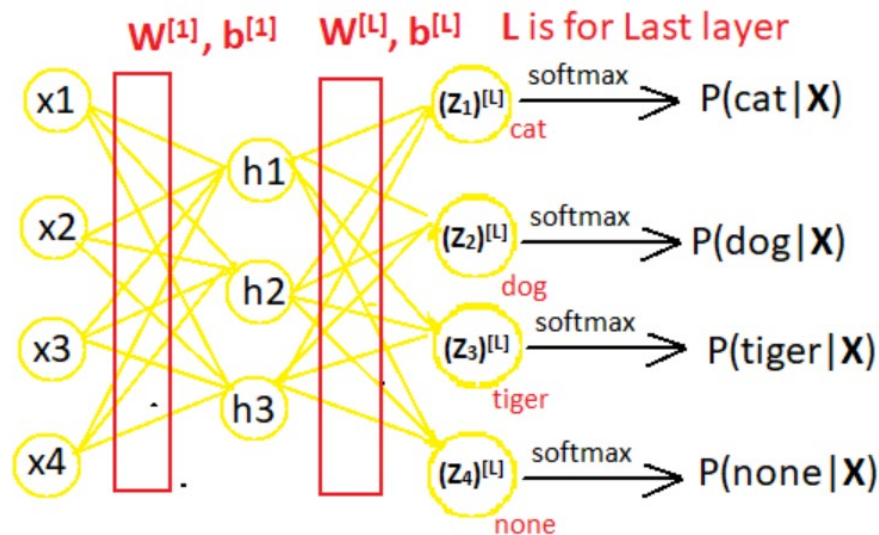 W[1], b[1] W[L], b[L] L is for Last layer
x1
x2
x3
x4
h1
h2
h3
(Z1)[L] softmax P(cat|X)
cat
(Z2)[L] softmax P(dog|X)
dog
(Z3)[L] softmax P(tiger|X)
tiger
(Z4)[L] softmax P(none|X)
none